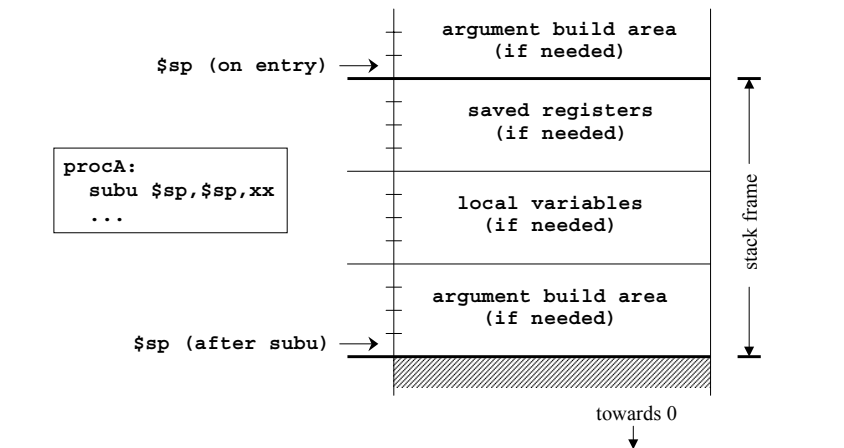 argument build area
(if needed)
$sp (on entry)
saved registers
(if needed)
procA:
subu $sp,$sp,xx
...
local variables
(if needed)
stack frame
argument build area
(if needed)
$sp (after subu)
towards 0